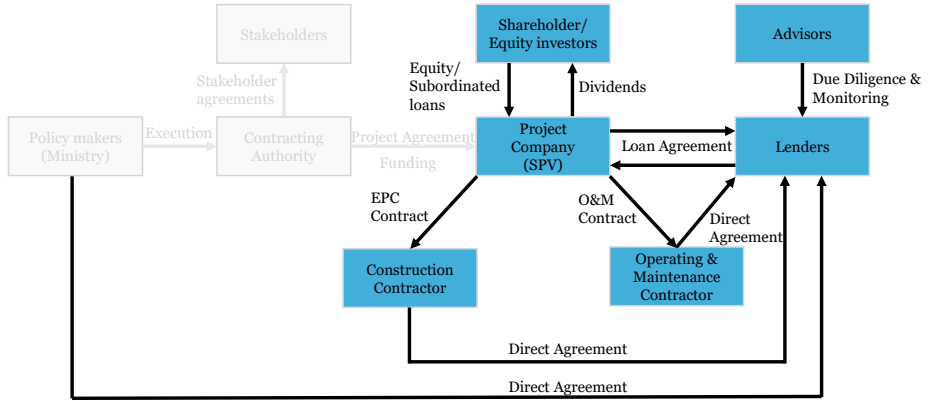 Stakeholders
Shareholder/
Equity investors
Advisors
Stakeholder
agreements
Equity/
Subordinated
loans
Dividends
Due Diligence &
Monitoring
Policy makers
(Ministry)
Execution
Contracting
Authority
Project Agreement
Funding
Project
Company
(SPV)
Loan Agreement
Lenders
EPC
Contract
O&M
Contract
Direct
Agreement
Construction
Contractor
Operating &
Maintenance
Contractor
Direct Agreement
Direct Agreement